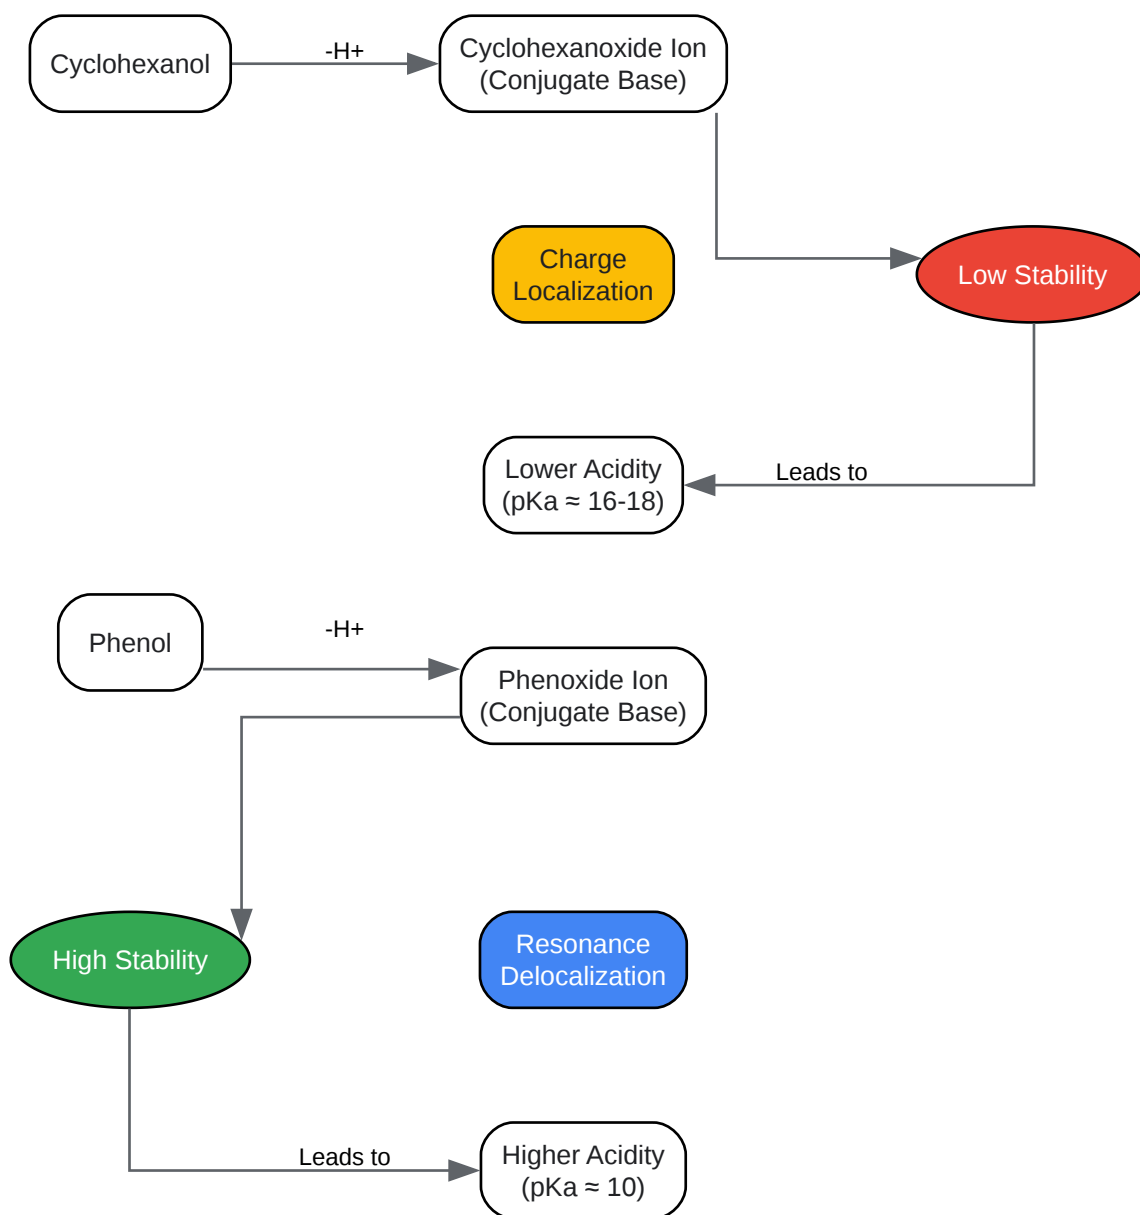 Cyclohexanol
-H+
Cyclohexanoxide Ion
(Conjugate Base)
Charge
Localization
Low Stability
Lower Acidity
(pKa ≈ 16-18)
Leads to
Phenol
-H+
Phenoxide Ion
(Conjugate Base)
High Stability
Resonance
Delocalization
Leads to
Higher Acidity
(pKa ≈ 10)